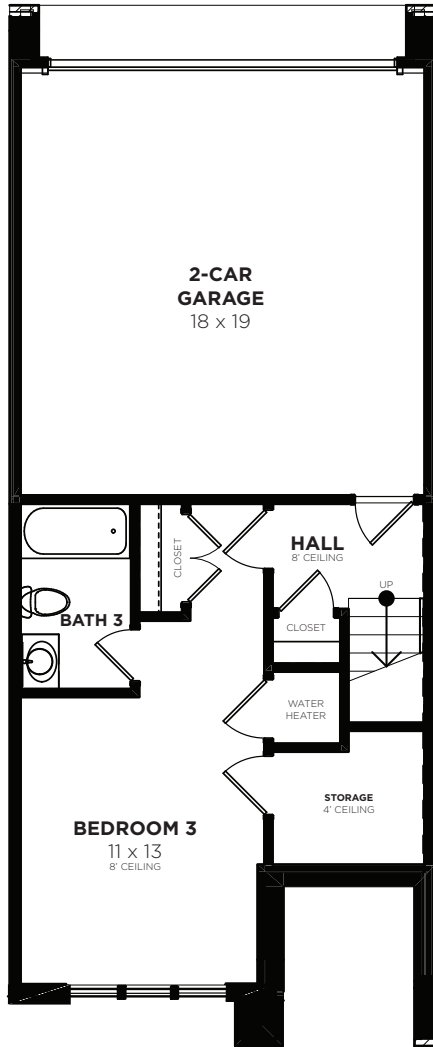 2-CAR
GARAGE
18 x 19
CLOSET
HALL
8' CEILING
UP
BATH 3
CLOSET
WATER
HEATER
STORAGE
4' CEILING
BEDROOM 3
11 x 13
8' CEILING